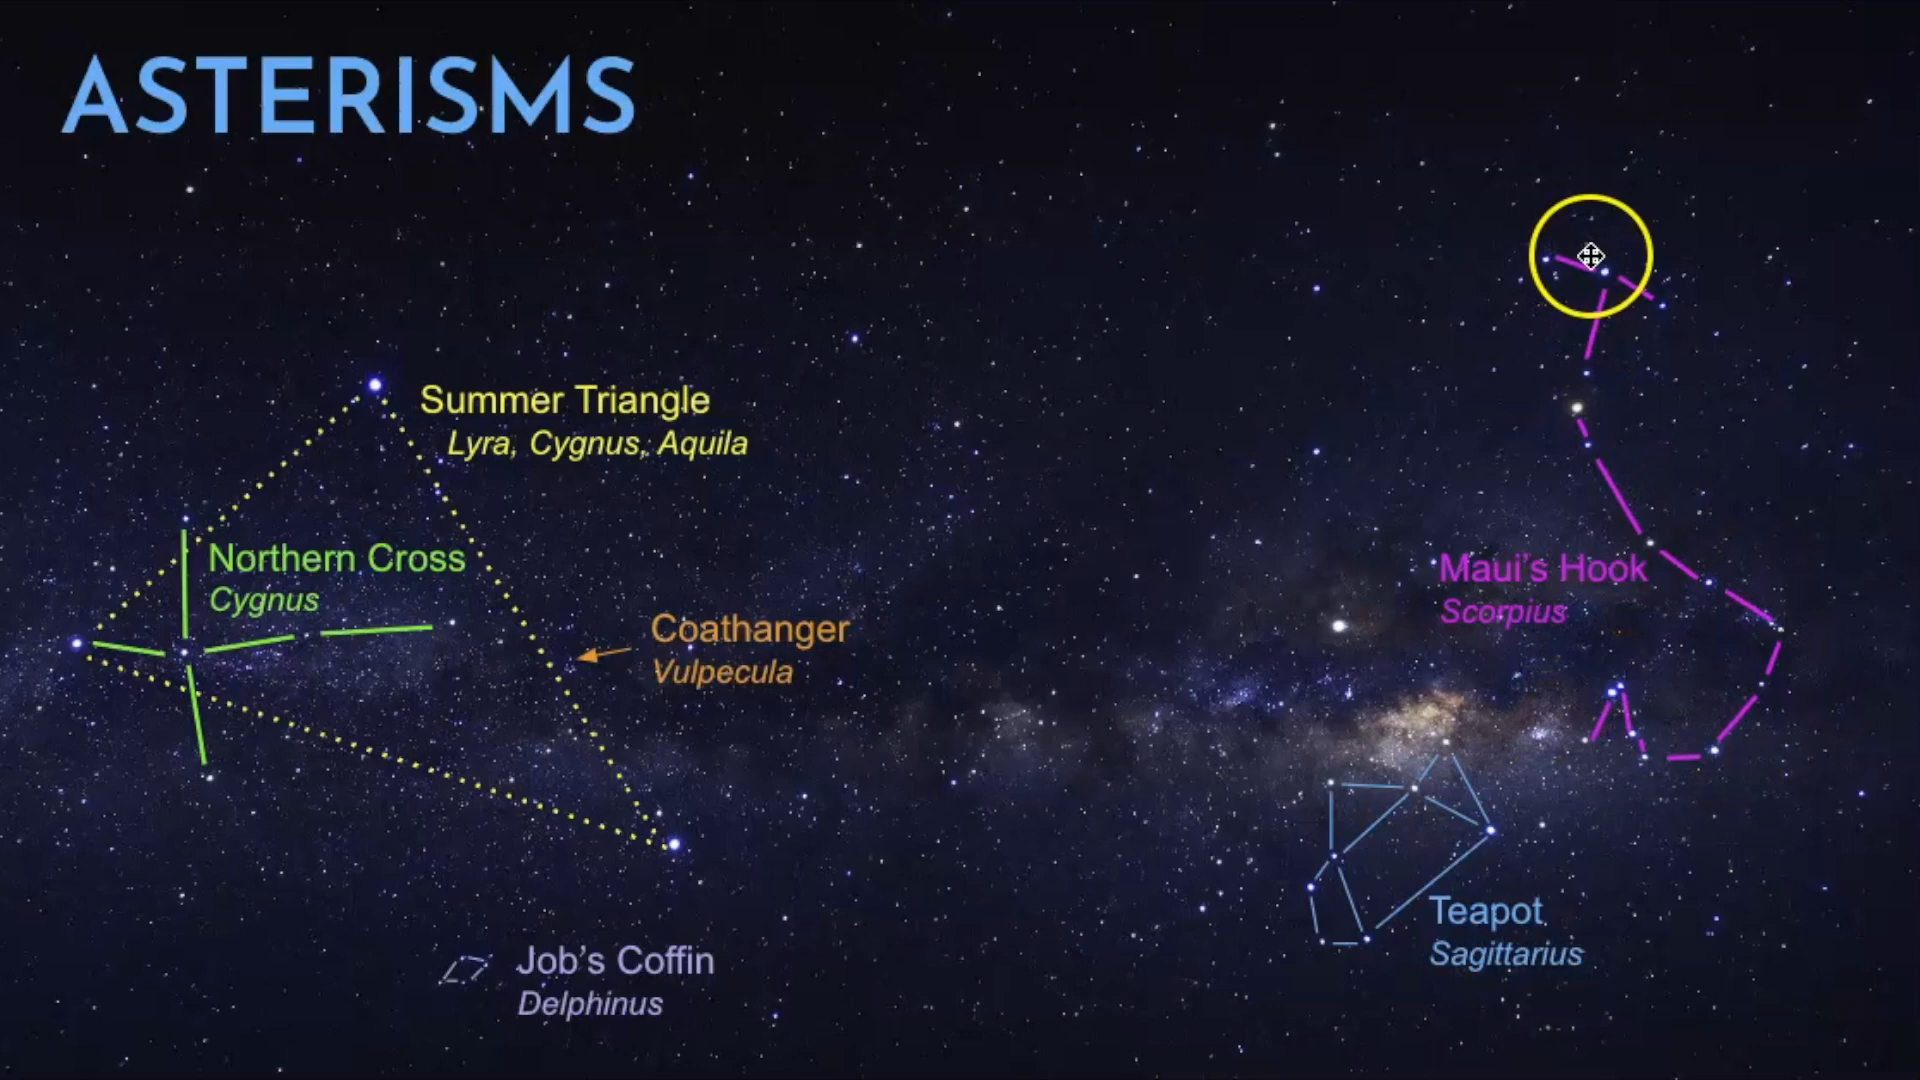 ASTERISMS
Summer Triangle
Lyra, Cygnus, Aquila
Northern Cross
Cygnus
Coathanger
Vulpecula
Maui's Hook
Scorpius
Teapot
Sagittarius
Job's Coffin
Delphinus